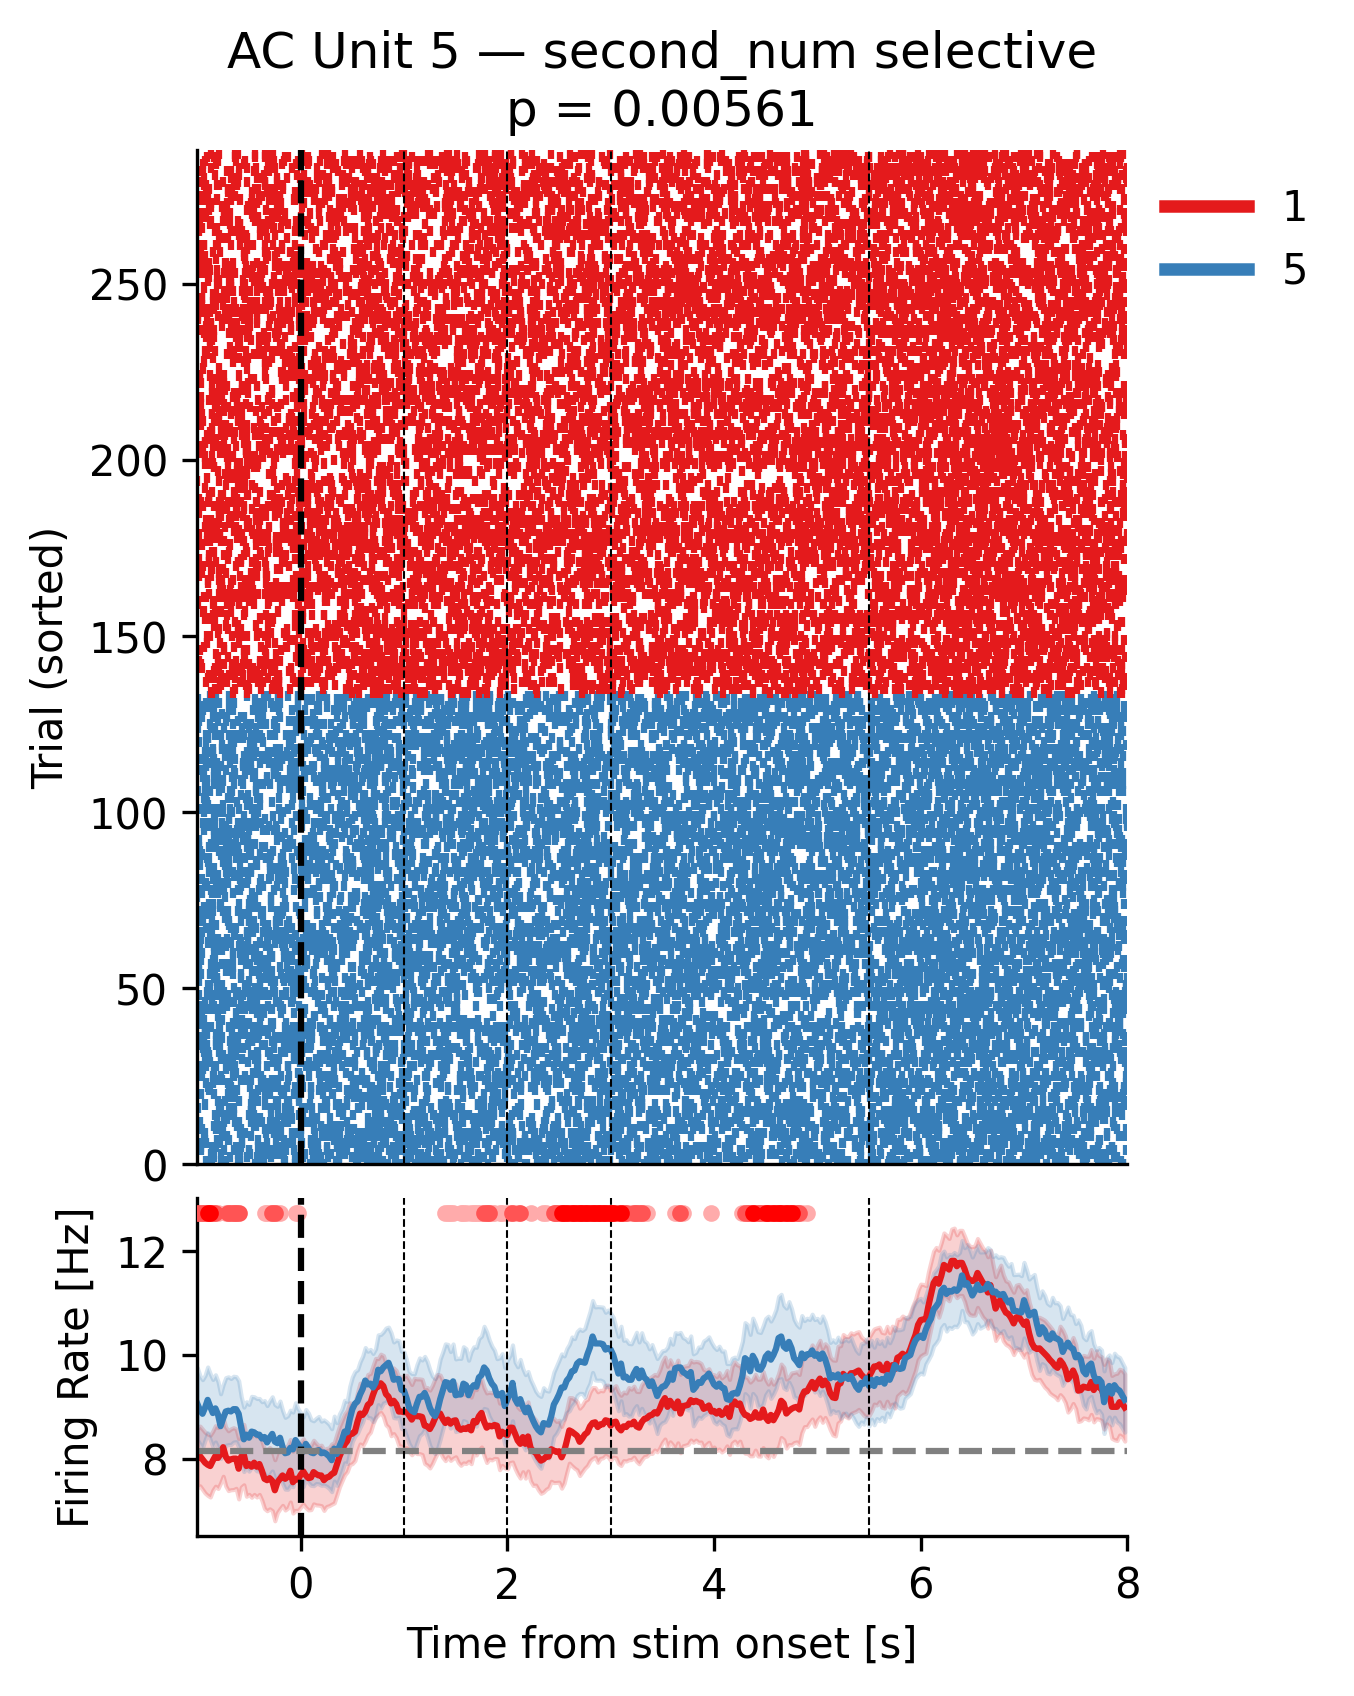 AC Unit 5 — second_num selective
p = 0.00561
1
5
Trial (sorted)
250
200
150
100
50
0
Firing Rate [Hz]
12
10
8
0 2 4 6 8
Time from stim onset [s]